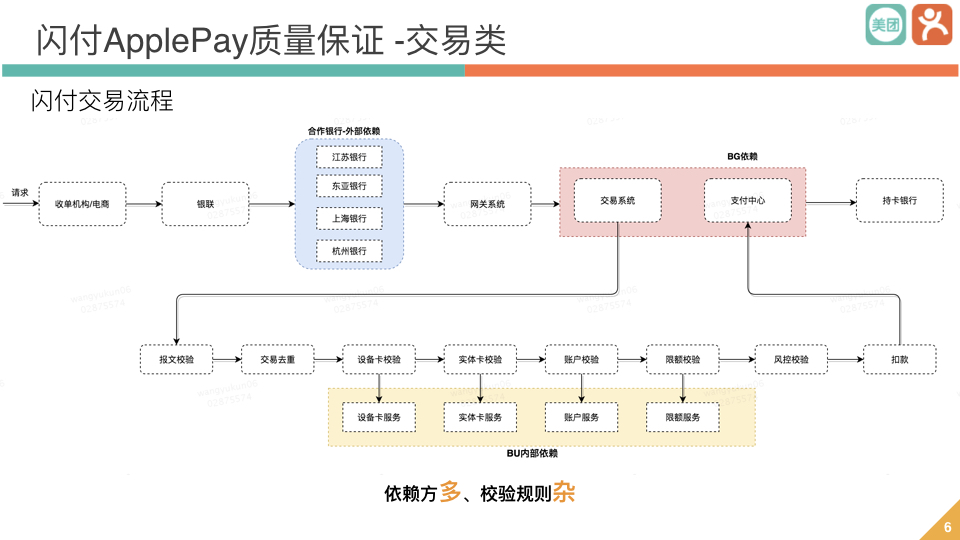 闪付ApplePay质量保证 -交易类
美团
闪付交易流程
合作银行-外部依赖
江苏银行
东亚银行
上海银行
杭州银行
BG依赖
请求
收单机构/电商
银联
网关系统
交易系统
支付中心
持卡银行
报文校验
交易去重
设备卡校验
实体卡校验
账户校验
限额校验
风控校验
扣款
设备卡服务
实体卡服务
账户服务
限额服务
BU内部依赖
依赖方多、校验规则杂
6